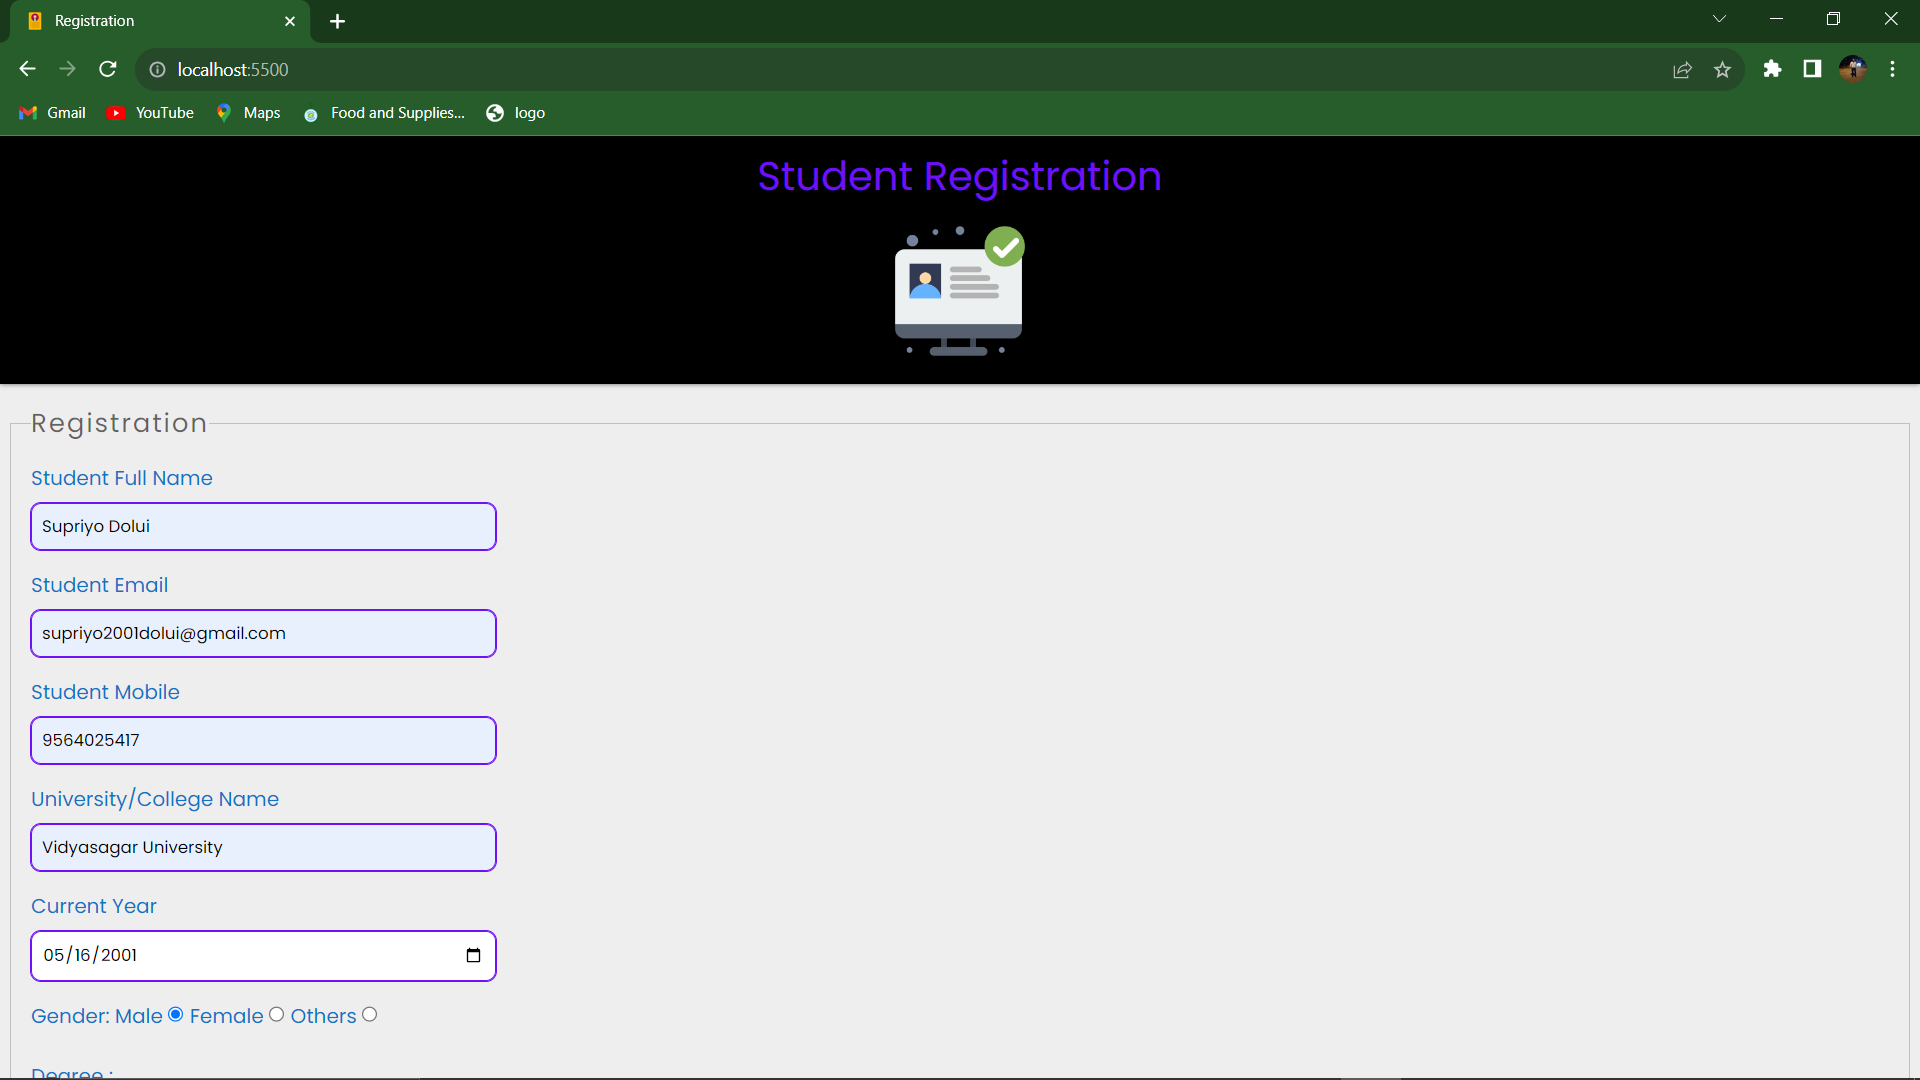 Registration
localhost:5500
Gmail YouTube Maps Food and Supplies... logo
Student Registration
Registration
Student Full Name
Supriyo Dolui
Student Email
supriyo2001dolui@gmail.com
Student Mobile
9564025417
University/College Name
Vidyasagar University
Current Year
05/16/2001
Gender: Male Female Others
Degree :